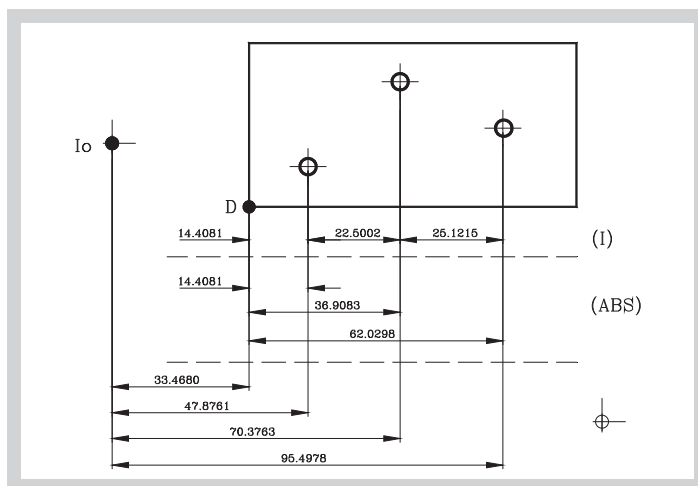 Io
D
14.4081 22.5002 25.1215 (I)
14.4081
36.9083 (ABS)
62.0298
33.4680
47.8761
70.3763
95.4978